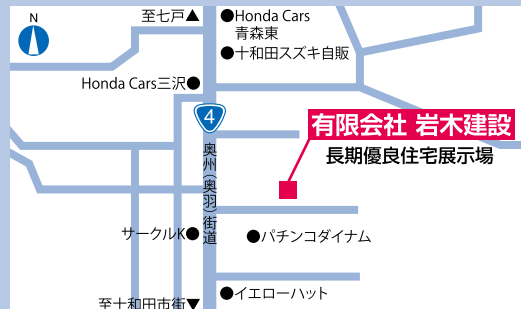 N
至七戸▲
●Honda Cars
青森東
●十和田スズキ自販
Honda Cars三沢●
4
有限会社 岩木建設
長期優良住宅展示場
奥州(奥羽)街道
サークルK●
●パチンコダイナム
●イエローハット
至十和田市街▼